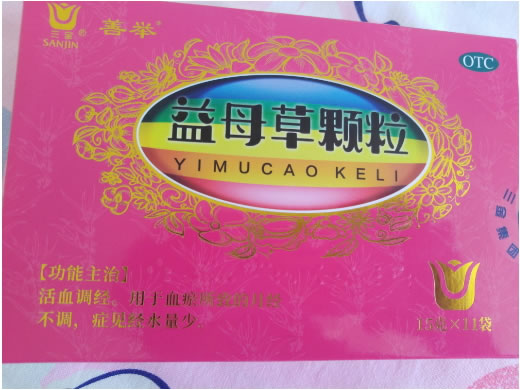 三金® 善举®
SANJIN
OTC
益母草颗粒
YIMUCAO KELI
【功能主治】
活血调经。用于血瘀所致的月经
不调，症见经水量少。
15克×11袋